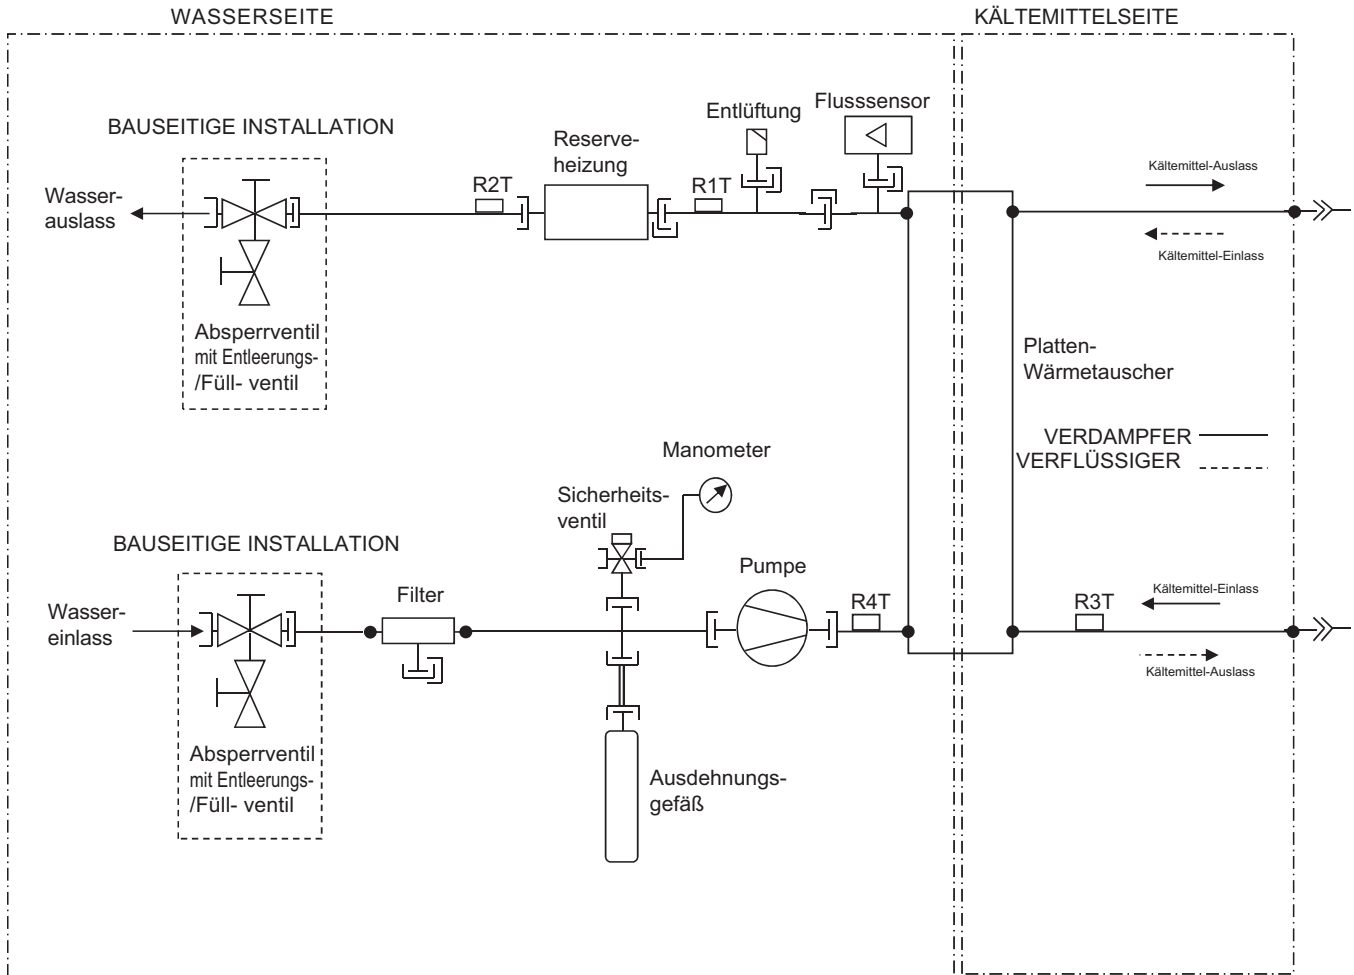 WASSERSEITE
KÄLTEMITTELSEITE
BAUSEITIGE INSTALLATION
Entlüftung
Flusssensor
Reserve-
heizung
Wasser-
auslass
R2T
R1T
Kältemittel-Auslass
Kältemittel-Einlass
Absperrventil
mit Entleerungs-
/Füll- ventil
Platten-
Wärmetauscher
VERDAMPFER
VERFLÜSSIGER
Manometer
Sicherheits-
ventil
BAUSEITIGE INSTALLATION
Pumpe
Filter
Wasser-
einlass
R4T
R3T
Kältemittel-Einlass
Kältemittel-Auslass
Absperrventil
mit Entleerungs-
/Füll- ventil
Ausdehnungs-
gefäß